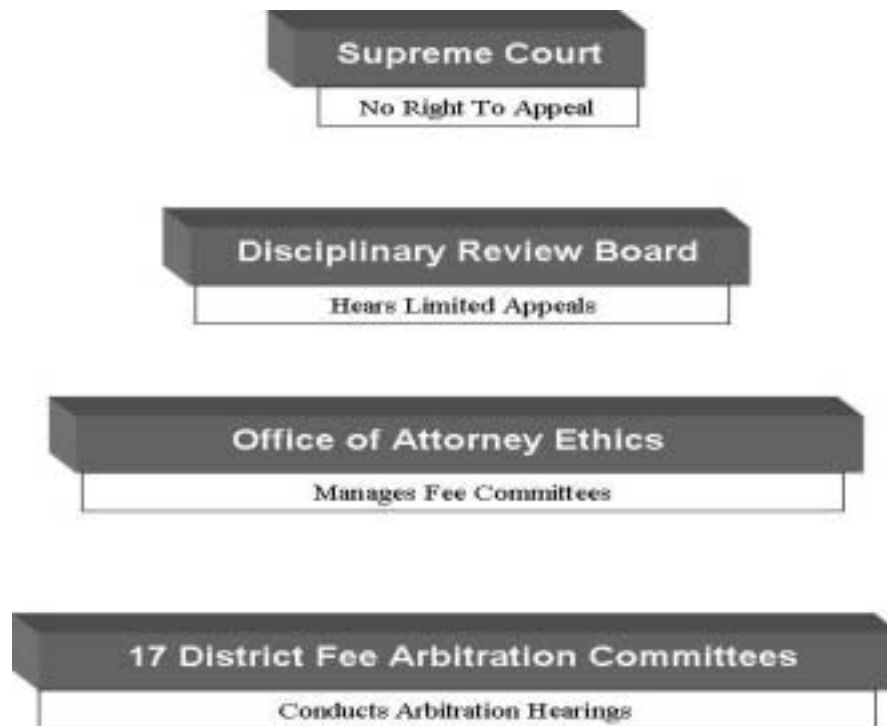 Supreme Court
No Right To Appeal
Disciplinary Review Board
Hears Limited Appeals
Office of Attorney Ethics
Manages Fee Committees
17 District Fee Arbitration Committees
Conducts Arbitration Hearings